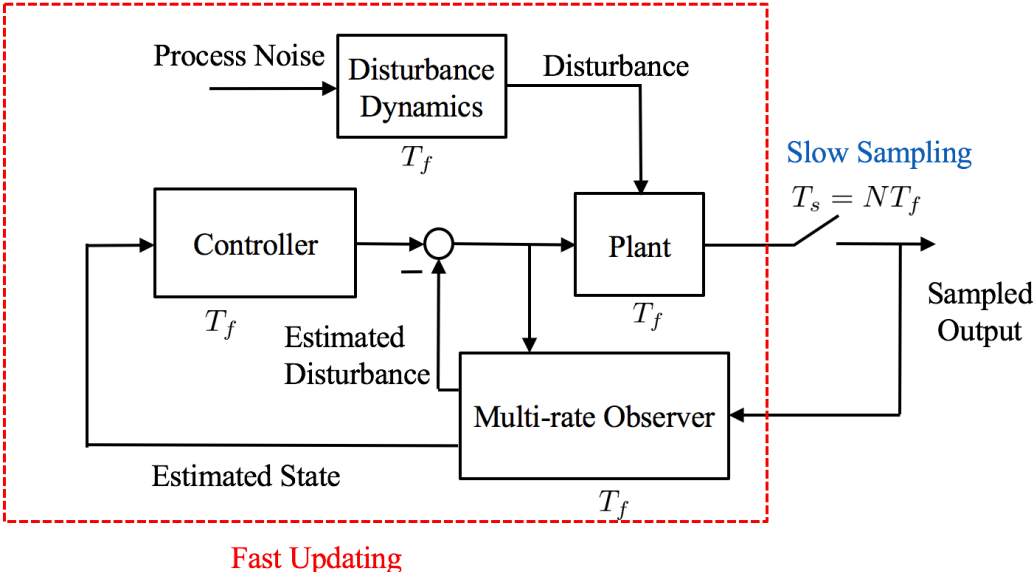 Process Noise
Disturbance
Dynamics
Disturbance
T_f
Slow Sampling
T_s = NT_f
Controller
−
Plant
T_f
T_f
Sampled
Output
Estimated
Disturbance
Multi-rate Observer
Estimated State
T_f
Fast Updating